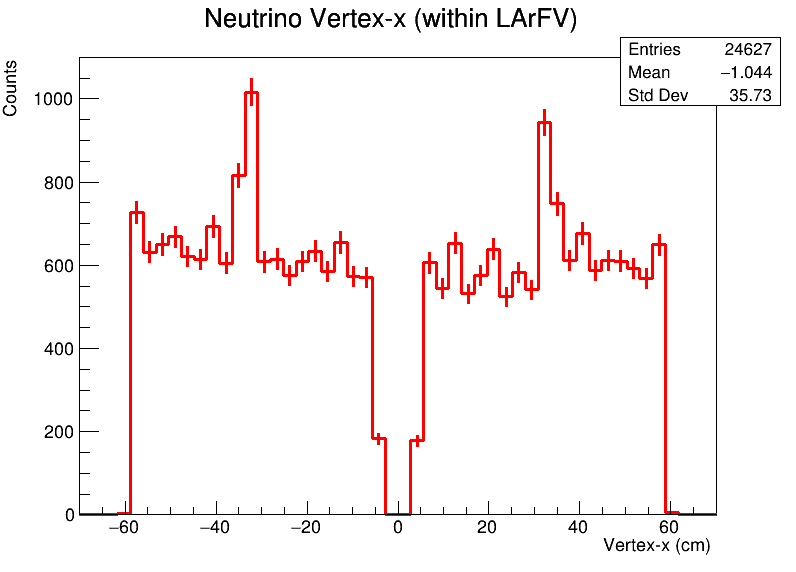 Neutrino Vertex-x (within LArFV)
Entries 24627
Mean −1.044
Std Dev 35.73
Counts
1000
800
600
400
200
0
−60 −40 −20 0 20 40 60
Vertex-x (cm)